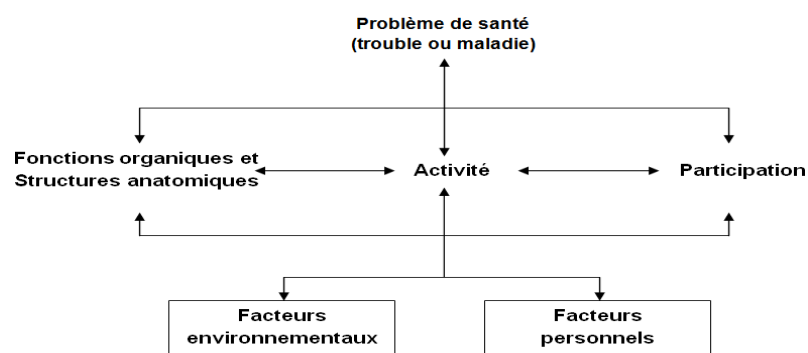 Problème de santé
(trouble ou maladie)
Fonctions organiques et
Structures anatomiques
Activité
Participation
Facteurs
environnementaux
Facteurs
personnels